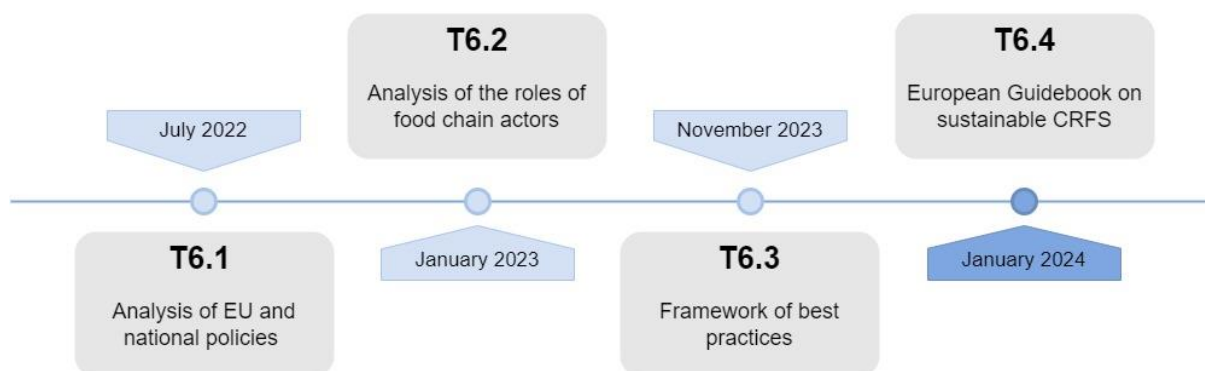 July 2022
T6.1
Analysis of EU and
national policies
T6.2
Analysis of the roles of
food chain actors
January 2023
November 2023
T6.3
Framework of best
practices
T6.4
European Guidebook on
sustainable CRFS
January 2024